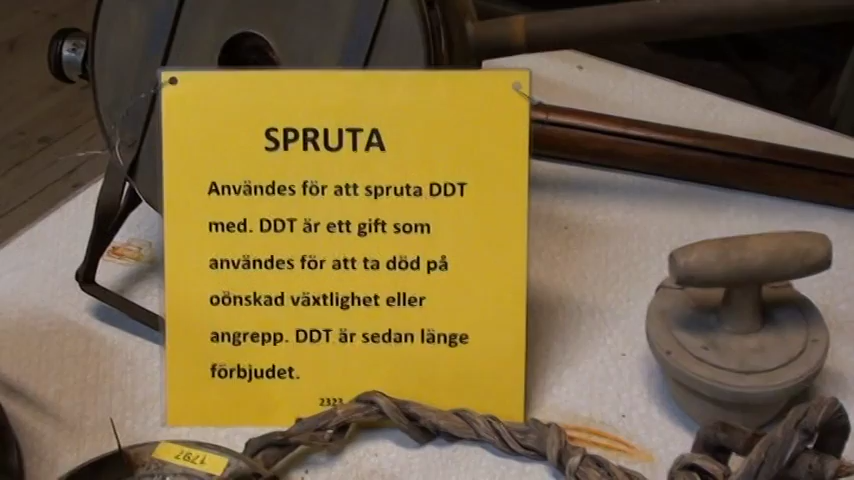 SPRUTA
Användes för att spruta DDT
med. DDT är ett gift som
användes för att ta död på
oönskad växtlighet eller
angrepp. DDT är sedan länge
förbjudet.
2323
1797